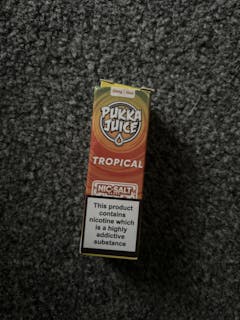 PUKKA
JUICE
TROPICAL
NIC SALT
This product
contains
nicotine which
is a highly
addictive
substance